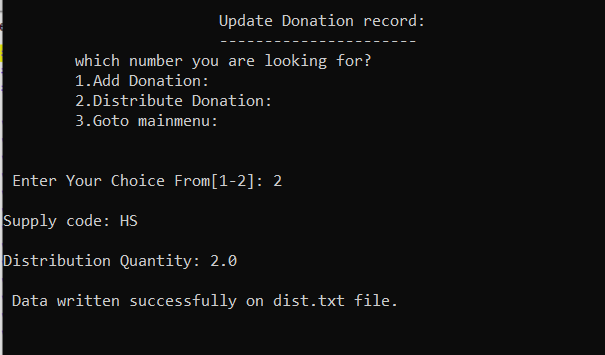 Update Donation record:
----------------------
which number you are looking for?
1.Add Donation:
2.Distribute Donation:
3.Goto mainmenu:
Enter Your Choice From[1-2]: 2
Supply code: HS
Distribution Quantity: 2.0
Data written successfully on dist.txt file.